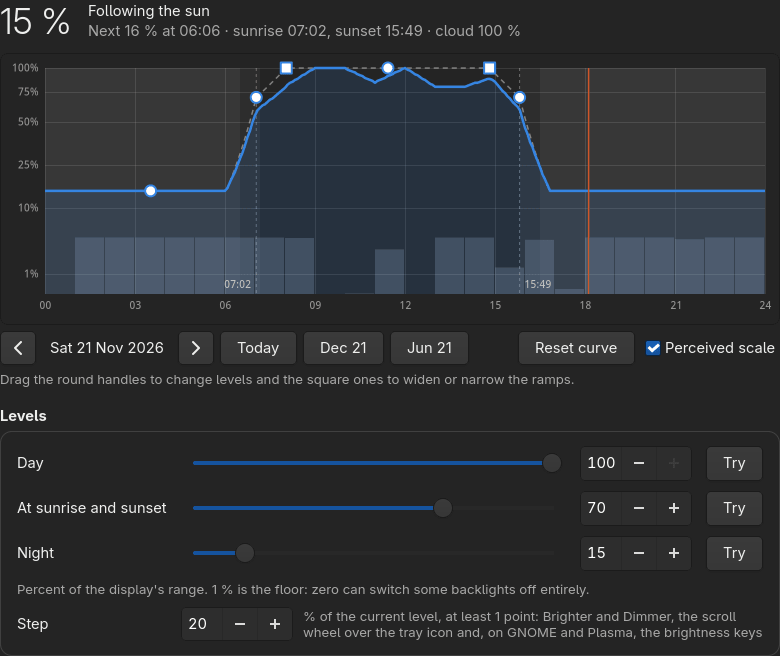 15 %
Following the sun
Next 16 % at 06:06 · sunrise 07:02, sunset 15:49 · cloud 100 %
100%
75%
50%
25%
10%
1%
07:02
15:49
00 03 06 09 12 15 18 21 24
Sat 21 Nov 2026
Today
Dec 21
Jun 21
Reset curve
Perceived scale
Drag the round handles to change levels and the square ones to widen or narrow the ramps.
Levels
Day 100 − + Try
At sunrise and sunset 70 − + Try
Night 15 − + Try
Percent of the display's range. 1 % is the floor: zero can switch some backlights off entirely.
Step 20 − +
% of the current level, at least 1 point: Brighter and Dimmer, the scroll
wheel over the tray icon and, on GNOME and Plasma, the brightness keys